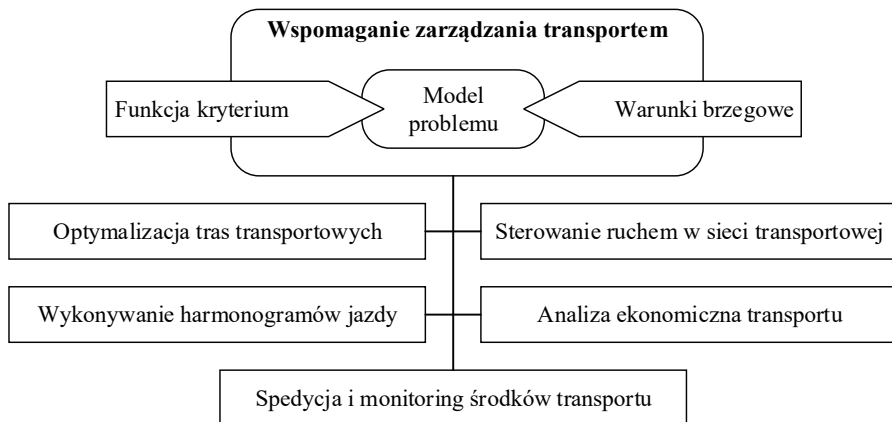 Wspomaganie zarządzania transportem
Funkcja kryterium
Model
problemu
Warunki brzegowe
Optymalizacja tras transportowych
Sterowanie ruchem w sieci transportowej
Wykonywanie harmonogramów jazdy
Analiza ekonomiczna transportu
Spedycja i monitoring środków transportu